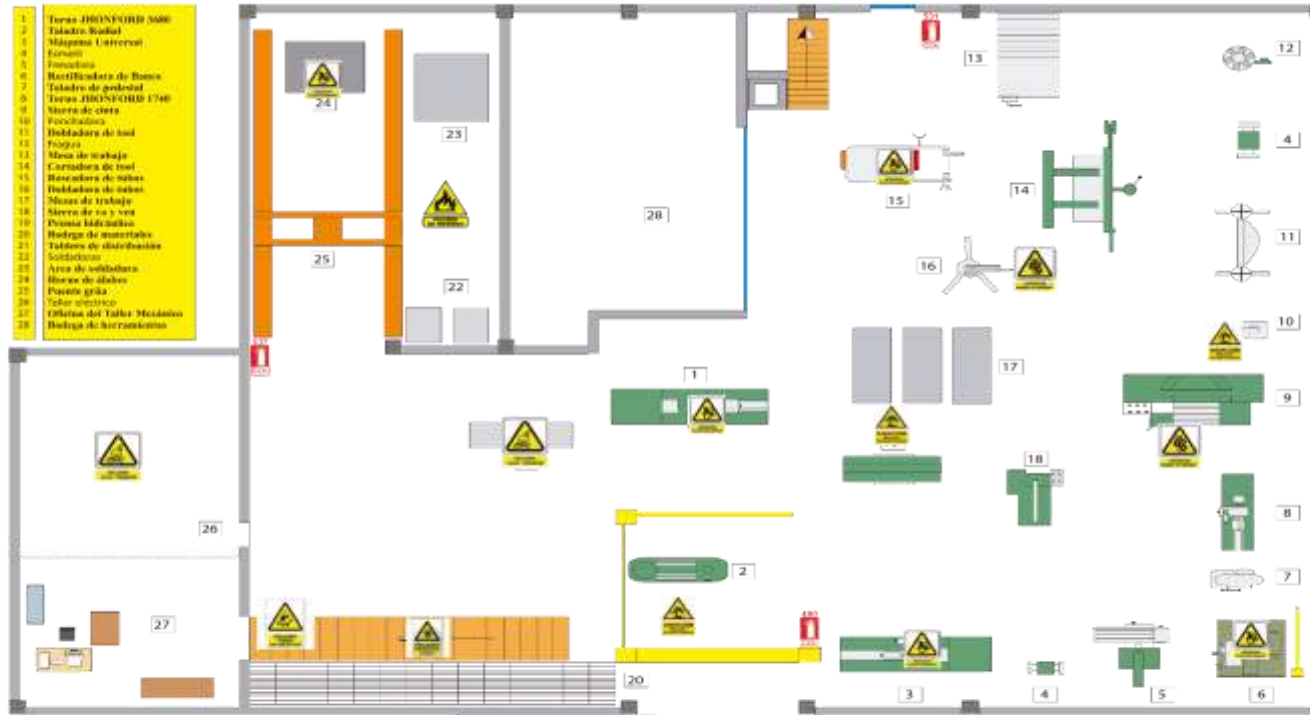 1 Torno JHONFORD 3680
2 Taladro Radial
3 Máquina Universal
4 Esmeril
5 Fresadora
6 Rectificadora de Banco
7 Taladro de pedestal
8 Torno JHONFORD 1740
9 Sierra de cinta
10 Ponchadora
11 Dobladora de tool
12 Fragua
13 Mesa de trabajo
14 Cortadora de tool
15 Roscadora de tubos
16 Dobladora de tubos
17 Mesas de trabajo
18 Sierra de va y ven
19 Prensa hidráulica
20 Bodega de materiales
21 Tablero de distribución
22 Soldadoras
23 Área de soldadura
24 Horno de álabes
25 Puente grúa
26 Taller eléctrico
27 Oficina del Taller Mecánico
28 Bodega de herramientas
24
23
25
22
28
13
12
4
14
15
11
16
10
1
17
9
18
8
26
2
7
27
20
3
4
5
6